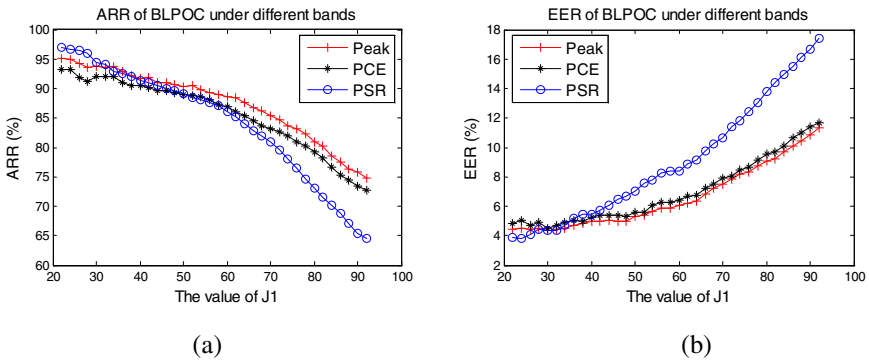 ARR of BLPOC under different bands
100
95
90
85
80
75
70
65
60
ARR (%)
20 30 40 50 60 70 80 90 100
The value of J1
Peak
PCE
PSR
(a)
EER of BLPOC under different bands
18
16
14
12
10
8
6
4
2
EER (%)
20 30 40 50 60 70 80 90 100
The value of J1
Peak
PCE
PSR
(b)